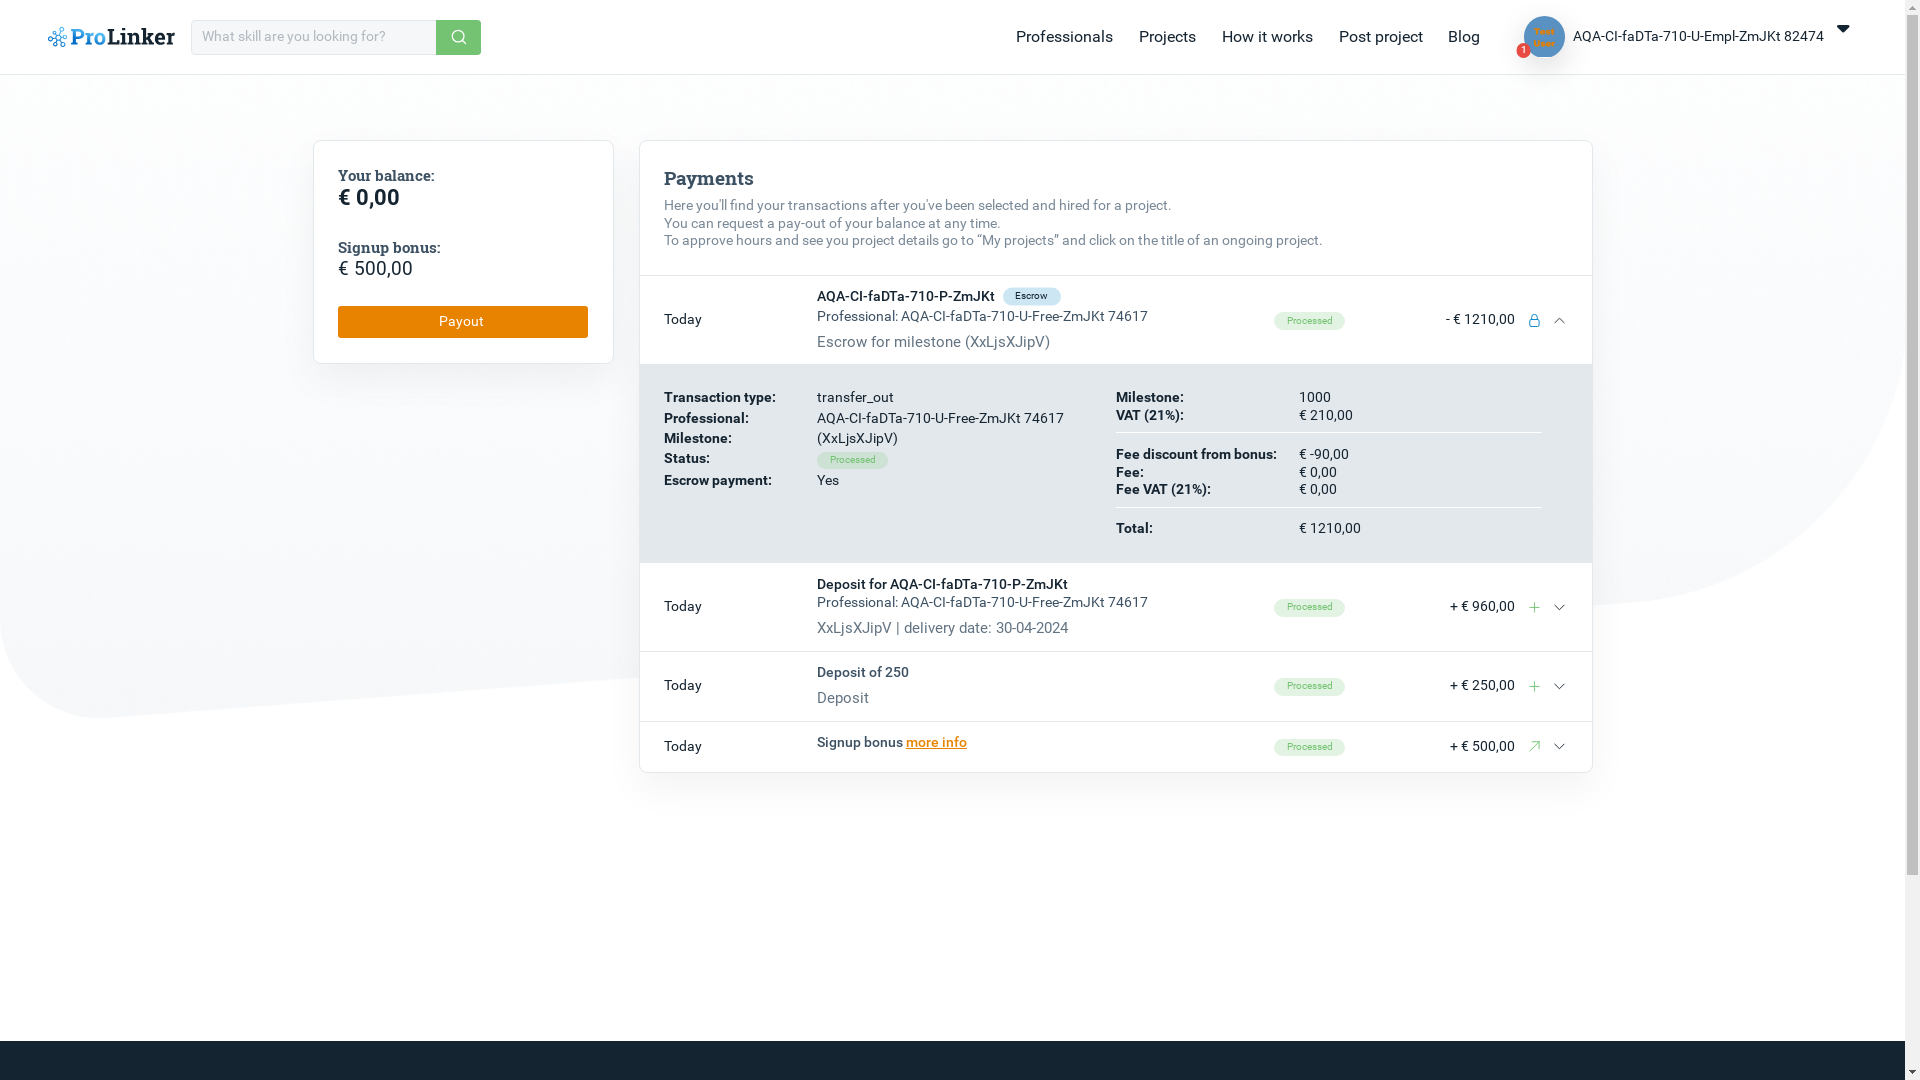 ProLinker
What skill are you looking for?
Professionals
Projects
How it works
Post project
Blog
Test
User
1
AQA-CI-faDTa-710-U-Empl-ZmJKt 82474
Your balance:
€ 0,00
Signup bonus:
€ 500,00
Payout
Payments
Here you'll find your transactions after you've been selected and hired for a project.
You can request a pay-out of your balance at any time.
To approve hours and see you project details go to “My projects” and click on the title of an ongoing project.
Today
AQA-CI-faDTa-710-P-ZmJKt Escrow
Professional: AQA-CI-faDTa-710-U-Free-ZmJKt 74617
Escrow for milestone (XxLjsXJipV)
Processed
- € 1210,00
Transaction type: transfer_out
Professional: AQA-CI-faDTa-710-U-Free-ZmJKt 74617
Milestone: (XxLjsXJipV)
Status: Processed
Escrow payment: Yes
Milestone: 1000
VAT (21%): € 210,00
Fee discount from bonus: € -90,00
Fee: € 0,00
Fee VAT (21%): € 0,00
Total: € 1210,00
Today
Deposit for AQA-CI-faDTa-710-P-ZmJKt
Professional: AQA-CI-faDTa-710-U-Free-ZmJKt 74617
XxLjsXJipV | delivery date: 30-04-2024
Processed
+ € 960,00
Today
Deposit of 250
Deposit
Processed
+ € 250,00
Today
Signup bonus more info
Processed
+ € 500,00